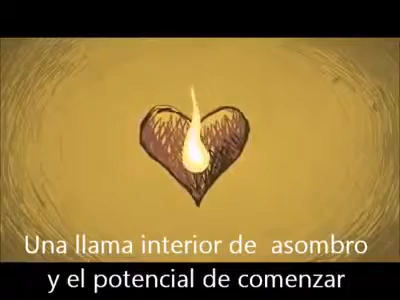 Una llama interior de asombro
y el potencial de comenzar